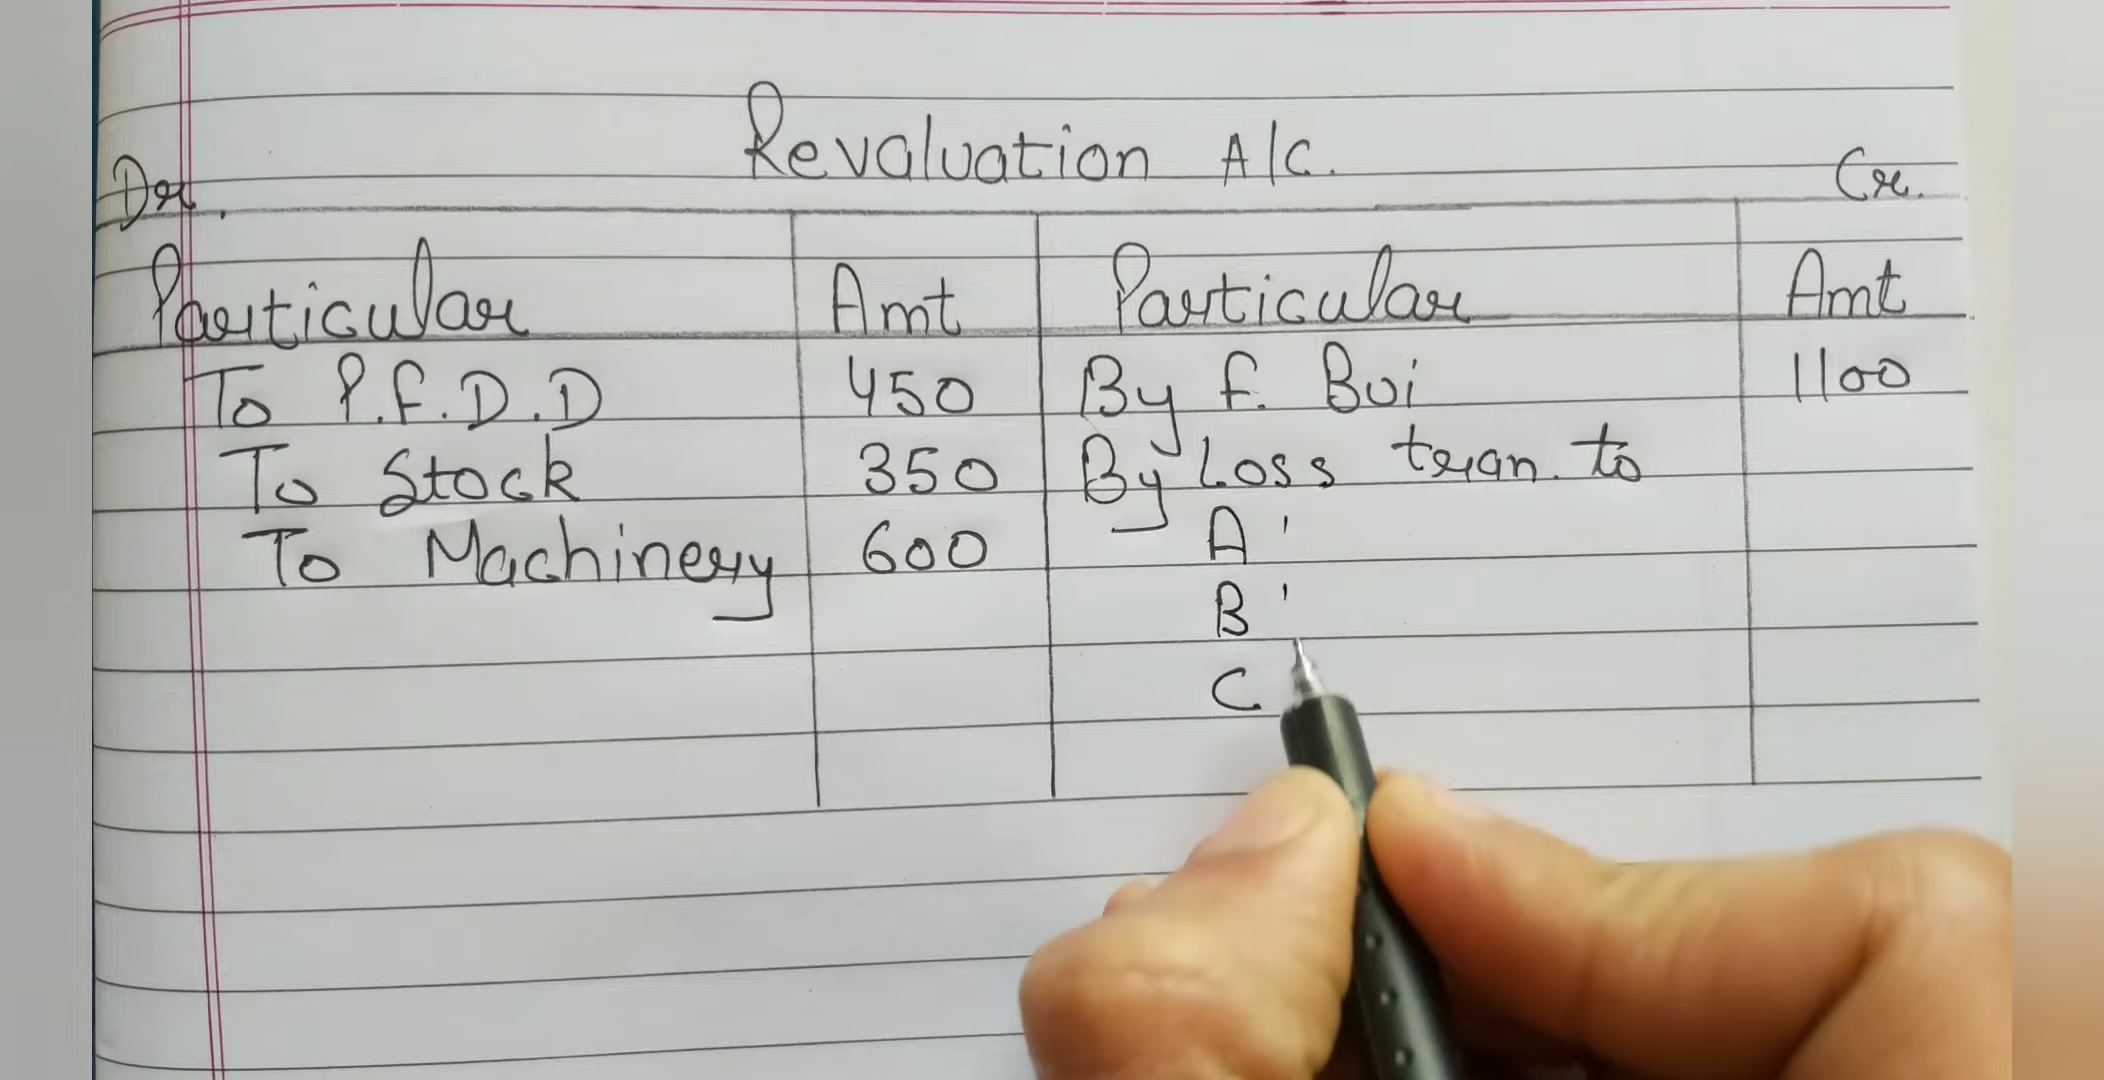 Revaluation A/C.
Dr. Cr.
Particular Amt Particular Amt
To P.F.D.D 450 By F. Bui 1100
To Stock 350 By Loss tran. to
To Machinery 600 A '
B '
C